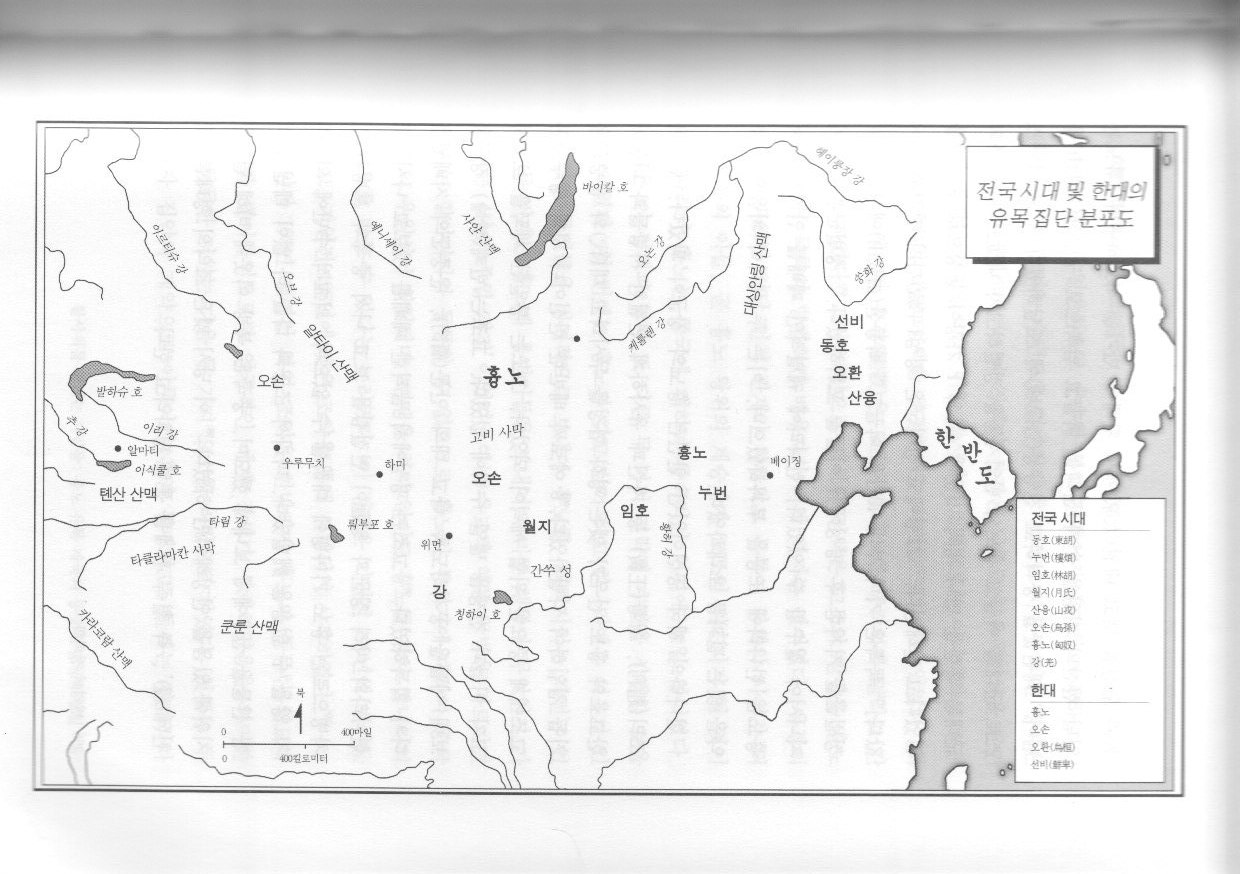 전국 시대 및 한대의
유목 집단 분포도
헤이룽장 강
바이칼 호
이르티슈 강
오브 강
예니세이 강
사얀 산맥
오논 강
케룰렌 강
대싱안링 산맥
쑹화 강
선비
동호
오환
산융
알타이 산맥
오손
흉노
발하슈 호
추 강
이리 강
알마티
이식쿨 호
톈산 산맥
우루무치
하미
고비 사막
오손
흉노
누번
베이징
한반도
임호
황허 강
월지
위먼
간쑤 성
강
칭하이 호
타림 강
뤄부포 호
타클라마칸 사막
쿤룬 산맥
카라코람 산맥
북
0 400마일
0 400킬로미터
전국 시대
동호(東胡)
누번(樓煩)
임호(林胡)
월지(月氏)
산융(山戎)
오손(烏孫)
흉노(匈奴)
강(羌)
한대
흉노
오손
오환(烏桓)
선비(鮮卑)